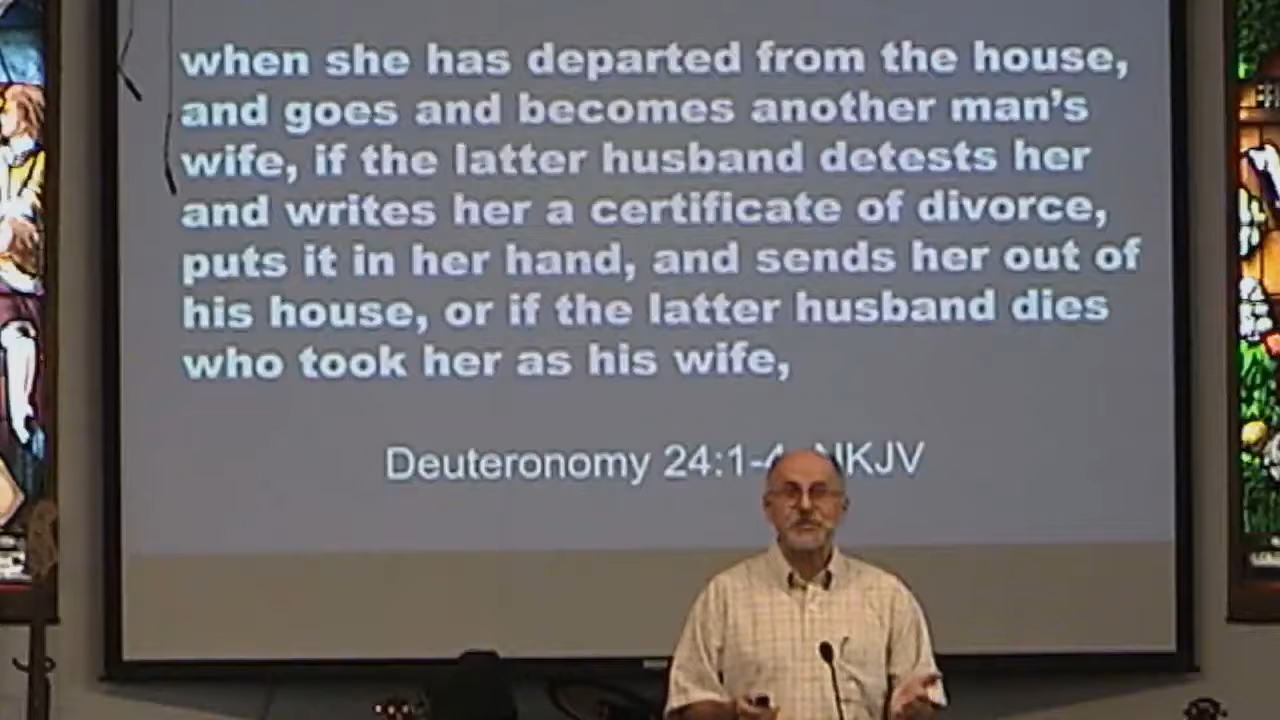 when she has departed from the house,
and goes and becomes another man's
wife, if the latter husband detests her
and writes her a certificate of divorce,
puts it in her hand, and sends her out of
his house, or if the latter husband dies
who took her as his wife,
Deuteronomy 24:1-4 NKJV